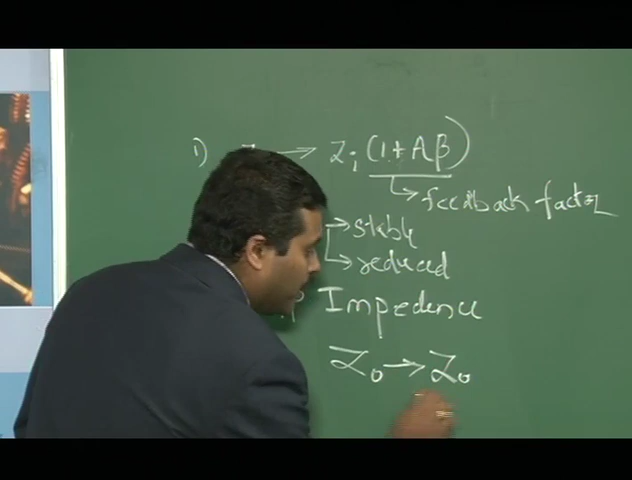 1) → Zi (1+Aβ)
↳ feedback factor
→ stable
→ reduced
Impedence
Zo → Zo